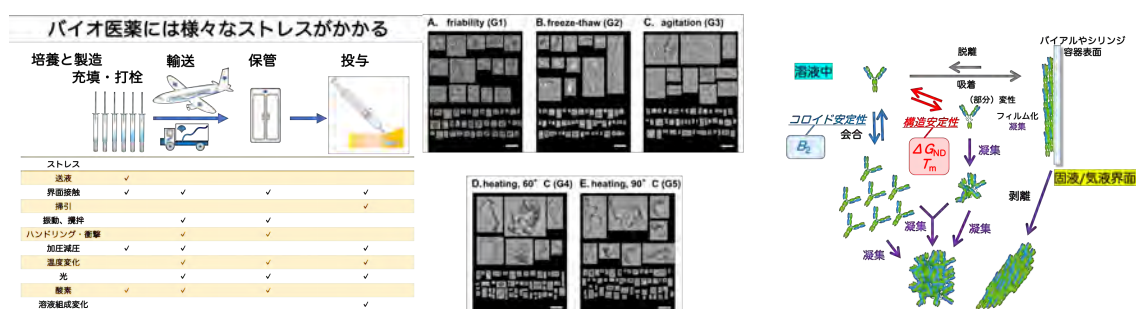 バイオ医薬には様々なストレスがかかる
培養と製造
充填・打栓
輸送
保管
投与
ストレス
送液 ✓
界面接触 ✓ ✓ ✓ ✓
掃引 ✓
振動、攪拌 ✓ ✓
ハンドリング・衝撃 ✓ ✓
加圧減圧 ✓ ✓ ✓
温度変化 ✓ ✓ ✓
光 ✓ ✓ ✓
酸素 ✓ ✓ ✓
溶液組成変化 ✓
A. friability (G1)
B. freeze-thaw (G2)
C. agitation (G3)
D. heating, 60° C (G4)
E. heating, 90° C (G5)
溶液中
脱離
吸着
バイアルやシリンジ
容器表面
コロイド安定性
B2
会合
構造安定性
ΔGND
Tm
(部分)変性
フィルム化
凝集
凝集
固液/気液界面
剥離
凝集
凝集
凝集